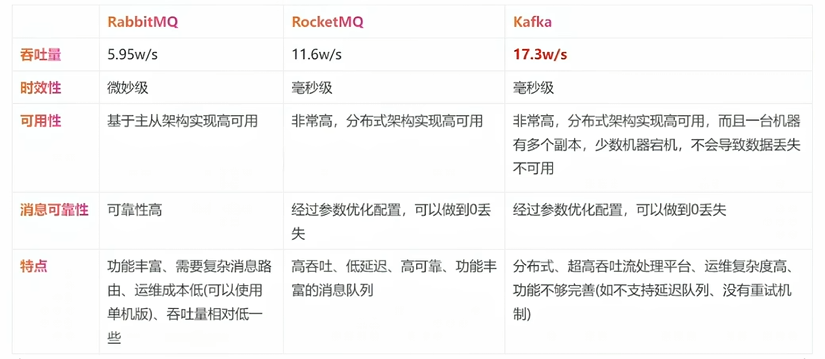 RabbitMQ RocketMQ Kafka
吞吐量 5.95w/s 11.6w/s 17.3w/s
时效性 微妙级 毫秒级 毫秒级
可用性 基于主从架构实现高可用 非常高，分布式架构实现高可用 非常高，分布式架构实现高可用，而且一台机器
有多个副本，少数机器宕机，不会导致数据丢失
不可用
消息可靠性 可靠性高 经过参数优化配置，可以做到0丢 经过参数优化配置，可以做到0丢失
失
特点 功能丰富、需要复杂消息路 高吞吐、低延迟、高可靠、功能丰 分布式、超高吞吐流处理平台、运维复杂度高、
由、运维成本低(可以使用 富的消息队列 功能不够完善(如不支持延迟队列、没有重试机
单机版)、吞吐量相对低一 制)
些